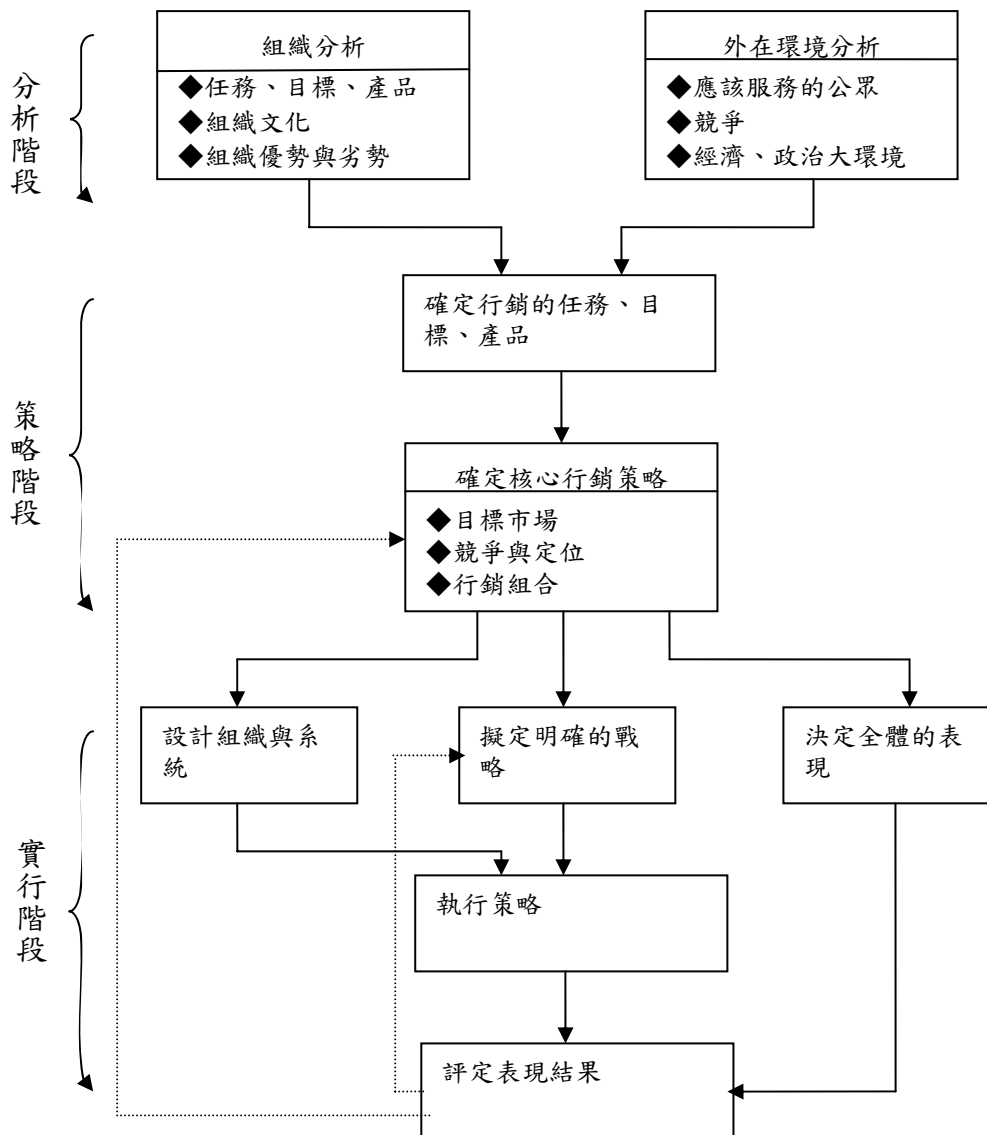 分析階段
組織分析
◆任務、目標、產品
◆組織文化
◆組織優勢與劣勢
外在環境分析
◆應該服務的公眾
◆競爭
◆經濟、政治大環境
策略階段
確定行銷的任務、目
標、產品
確定核心行銷策略
◆目標市場
◆競爭與定位
◆行銷組合
實行階段
設計組織與系
統
擬定明確的戰
略
決定全體的表
現
執行策略
評定表現結果